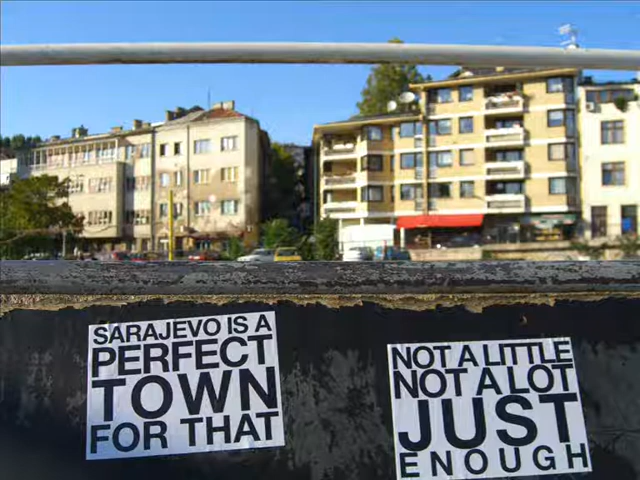 SARAJEVO IS A
PERFECT
TOWN
FOR THAT
NOT A LITTLE
NOT A LOT
JUST
ENOUGH